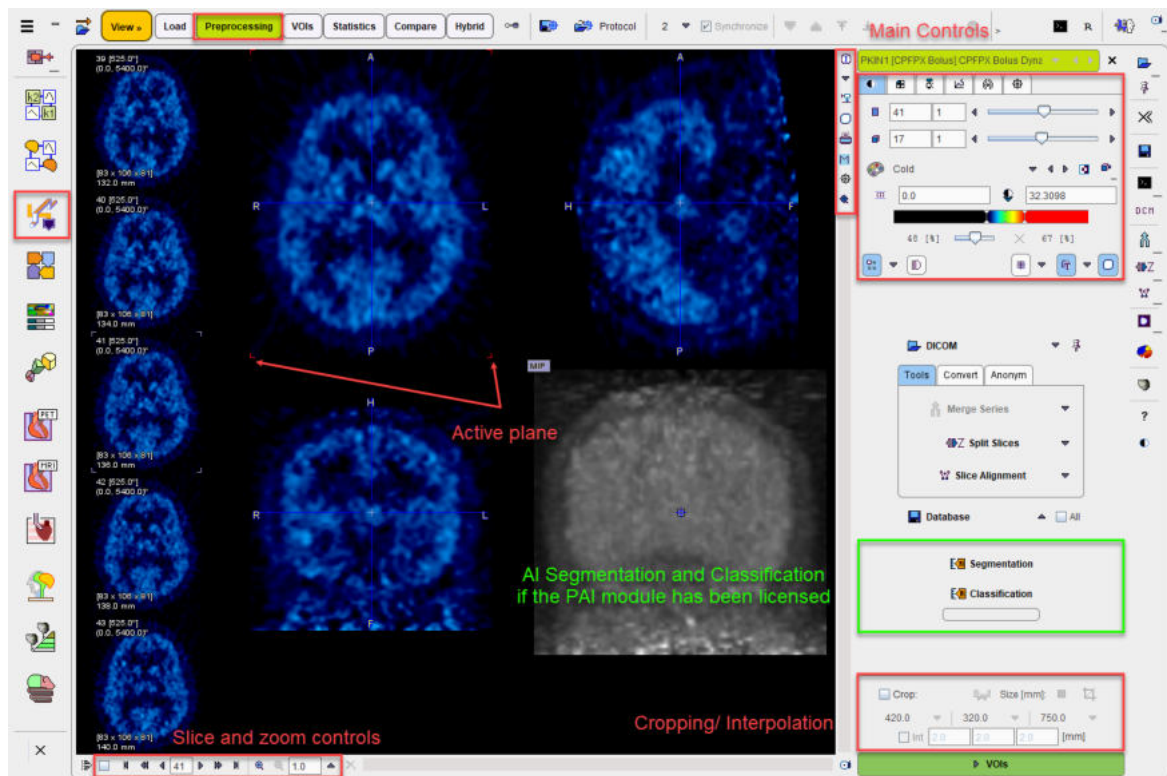 View »
Load
Preprocessing
VOIs
Statistics
Compare
Hybrid
Protocol
2
Synchronize
Main Controls
R
PKIN1 [CPFPX Bolus] CPFPX Bolus Dyn
41 1
17 1
Cold
0.0 32.3098
46 [%] 67 [%]
k2
k1
PET
MRI
DCM
Z
?
39 [525.0"]
(0.0, 5400.0)"
[83 x 106 x 81]
132.0 mm
40 [525.0"]
(0.0, 5400.0)"
[83 x 106 x 81]
134.0 mm
41 [525.0"]
(0.0, 5400.0)"
[83 x 106 x 81]
136.0 mm
42 [525.0"]
(0.0, 5400.0)"
[83 x 106 x 81]
138.0 mm
43 [525.0"]
(0.0, 5400.0)"
[83 x 106 x 81]
140.0 mm
A
R
L
P
A
H
F
P
Active plane
H
R
L
F
MIP
AI Segmentation and Classification
if the PAI module has been licensed
DICOM
Tools Convert Anonym
Merge Series
Z Split Slices
Slice Alignment
Database All
Segmentation
Classification
Cropping/ Interpolation
Crop: Size [mm]:
420.0 320.0 750.0
Int 2.0 2.0 2.0 [mm]
VOIs
Slice and zoom controls
41
1.0